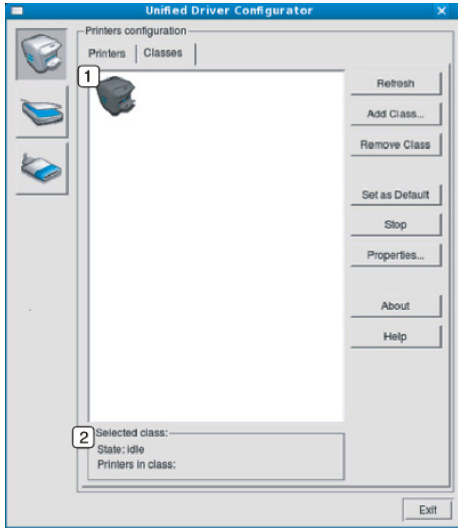 Unified Driver Configurator
Printers configuration
Printers
Classes
1
Refresh
Add Class...
Remove Class
Set as Default
Stop
Properties...
About
Help
2
Selected class:
State: idle
Printers in class:
Exit